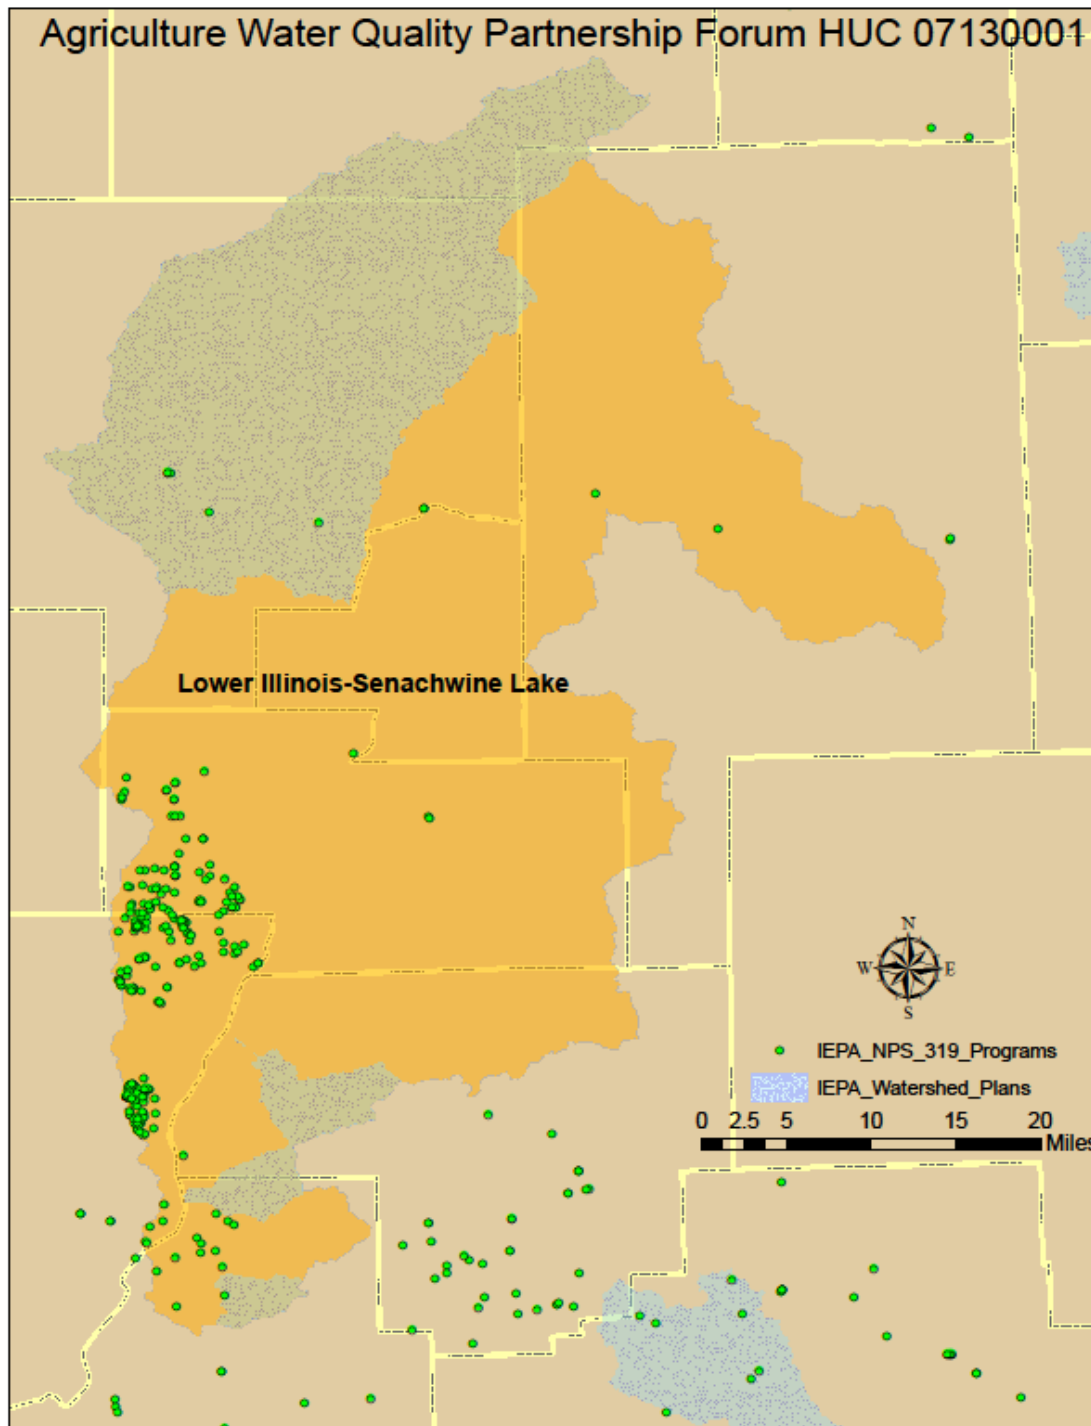 Agriculture Water Quality Partnership Forum HUC 07130001
Lower Illinois-Senachwine Lake
N
W E
S
IEPA_NPS_319_Programs
IEPA_Watershed_Plans
0 2.5 5 10 15 20
Miles